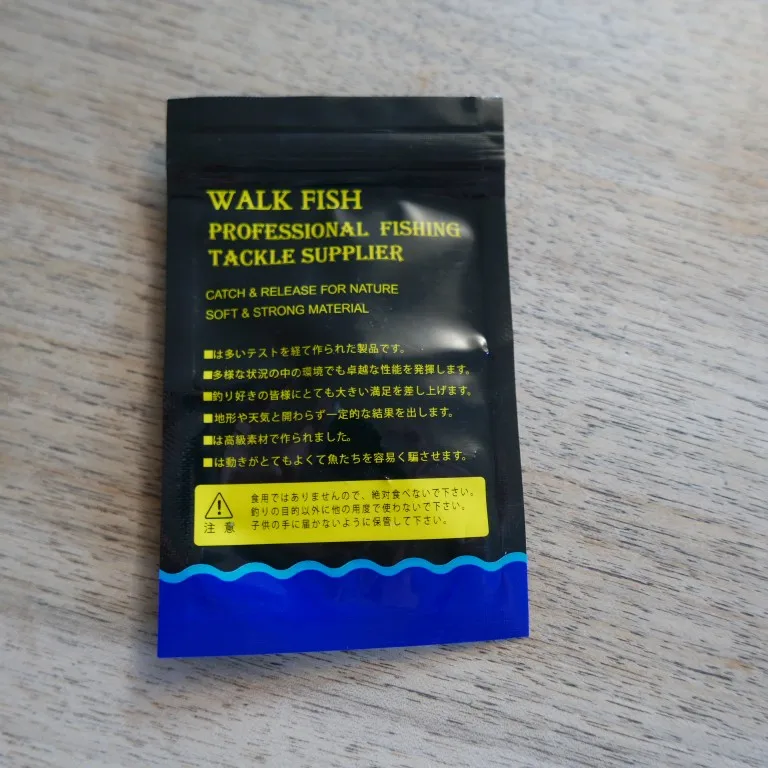 WALK FISH
PROFESSIONAL FISHING
TACKLE SUPPLIER
CATCH & RELEASE FOR NATURE
SOFT & STRONG MATERIAL
■は多いテストを経て作られた製品です。
■多様な状況の中の環境でも卓越な性能を発揮します。
■釣り好きの皆様にとても大きい満足を差し上げます。
■地形や天気と関わらず一定的な結果を出します。
■は高級素材で作られました。
■は動きがとてもよくて魚たちを容易く騙させます。
食用ではありませんので、絶対食べないで下さい。
釣りの目的以外に他の用度で使わないで下さい。
子供の手に届かないように保管して下さい。
注意